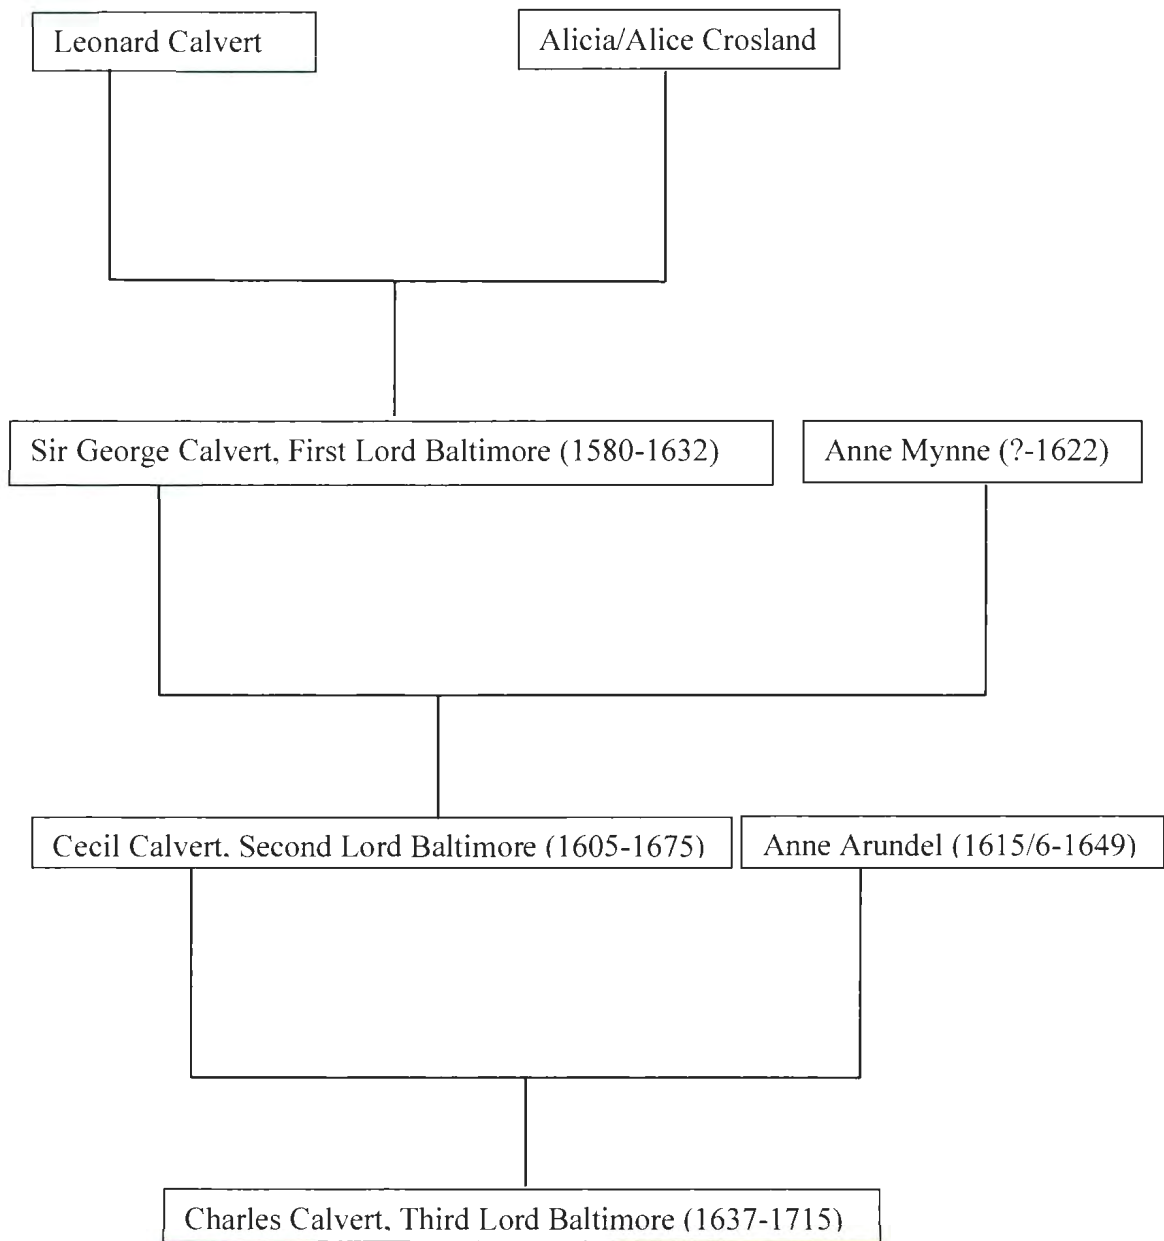 Leonard Calvert
Alicia/Alice Crosland
Sir George Calvert, First Lord Baltimore (1580-1632)
Anne Mynne (?-1622)
Cecil Calvert, Second Lord Baltimore (1605-1675)
Anne Arundel (1615/6-1649)
Charles Calvert, Third Lord Baltimore (1637-1715)